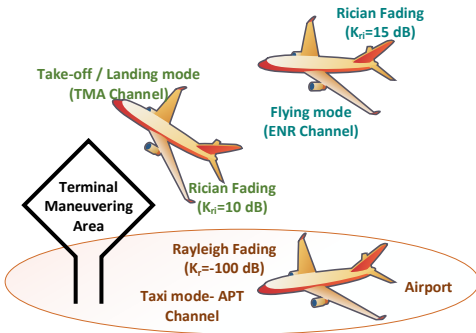 Rician Fading
(Kri=15 dB)
Take-off / Landing mode
(TMA Channel)
Flying mode
(ENR Channel)
Terminal
Maneuvering
Area
Rician Fading
(Kri=10 dB)
Rayleigh Fading
(Kr=-100 dB)
Taxi mode- APT
Channel
Airport